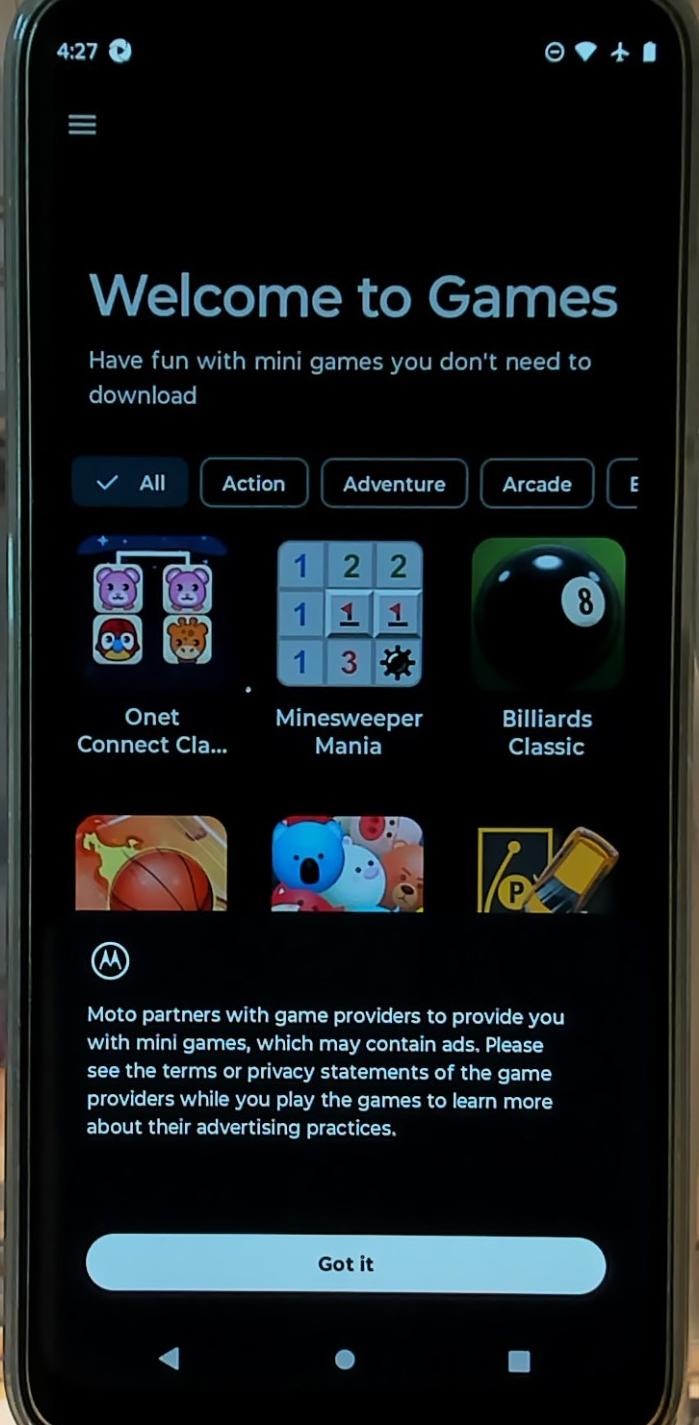 4:27
Welcome to Games
Have fun with mini games you don't need to
download
All Action Adventure Arcade
1 2 2
1 1 1
1 3
8
Onet
Connect Cla...
Minesweeper
Mania
Billiards
Classic
P
Moto partners with game providers to provide you
with mini games, which may contain ads. Please
see the terms or privacy statements of the game
providers while you play the games to learn more
about their advertising practices.
Got it